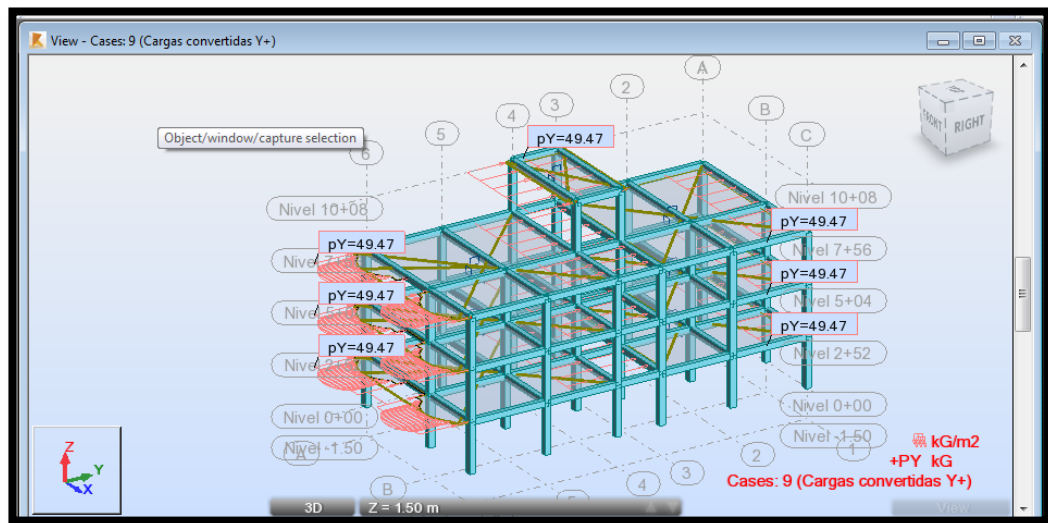 View - Cases: 9 (Cargas convertidas Y+)
A
2
3
4
B
5
C
6
pY=49.47
Object/window/capture selection
FRONT
RIGHT
Nivel 10+08
Nivel 10+08
pY=49.47
pY=49.47
Nivel 7+56
pY=49.47
pY=49.47
Nivel 5+04
pY=49.47
pY=49.47
Nivel 2+52
Nivel 0+00
Nivel 0+00
Nivel -1.50
Nivel -1.50
A
B
4
3
2
1
kG/m2
+PY kG
Cases: 9 (Cargas convertidas Y+)
Z
Y
X
3D
Z = 1.50 m
View